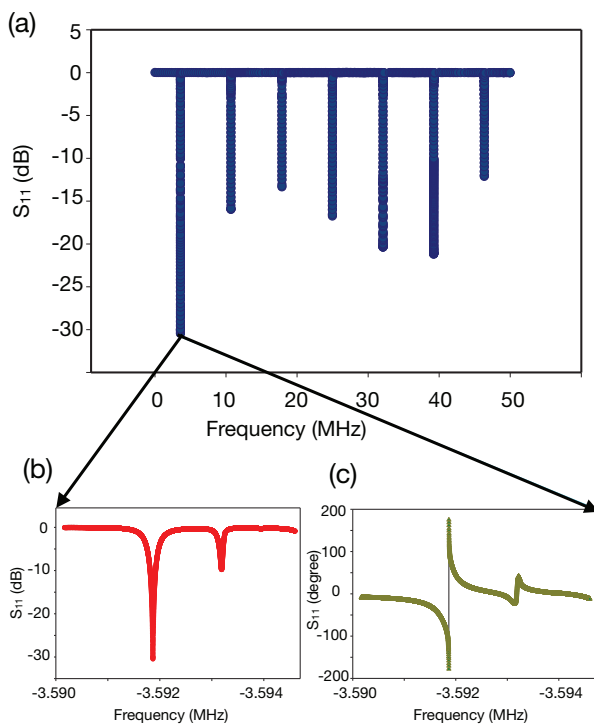 (a)
5
0
-5
-10
-15
-20
-25
-30
S11 (dB)
0 10 20 30 40 50
Frequency (MHz)
(b)
0
-10
-20
-30
S11 (dB)
-3.590 -3.592 -3.594
Frequency (MHz)
(c)
200
100
0
-100
-200
S11 (degree)
-3.590 -3.592 -3.594
Frequency (MHz)